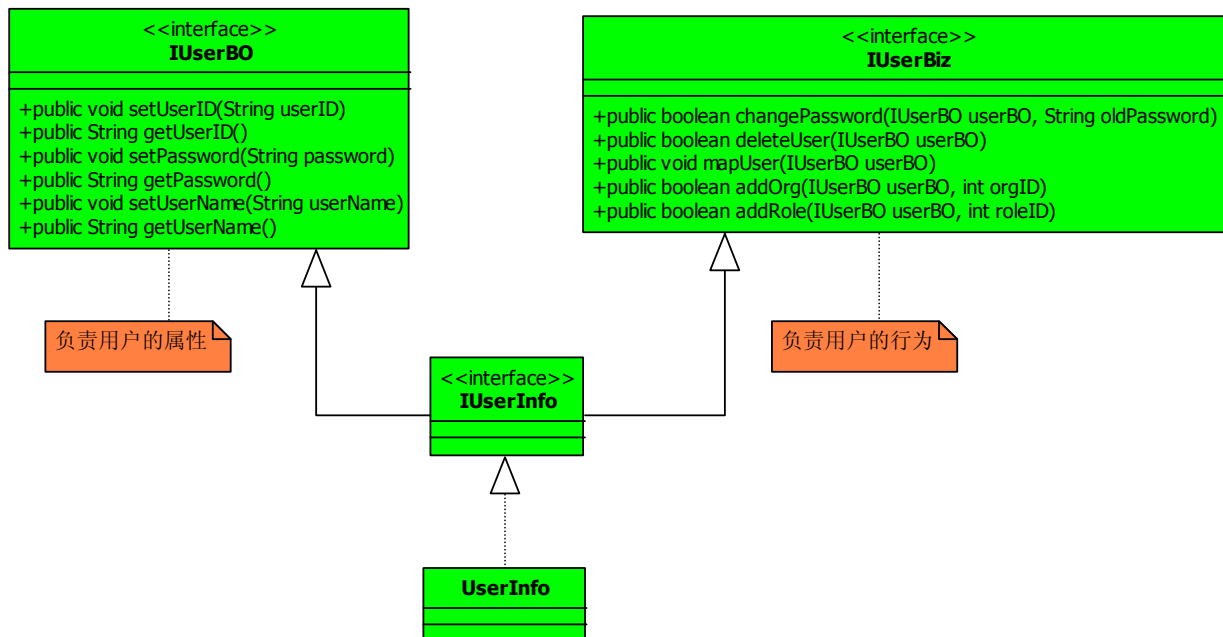 <<interface>>
IUserBO
+public void setUserID(String userID)
+public String getUserID()
+public void setPassword(String password)
+public String getPassword()
+public void setUserName(String userName)
+public String getUserName()
<<interface>>
IUserBiz
+public boolean changePassword(IUserBO userBO, String oldPassword)
+public boolean deleteUser(IUserBO userBO)
+public void mapUser(IUserBO userBO)
+public boolean addOrg(IUserBO userBO, int orgID)
+public boolean addRole(IUserBO userBO, int roleID)
负责用户的属性
负责用户的行为
<<interface>>
IUserInfo
UserInfo